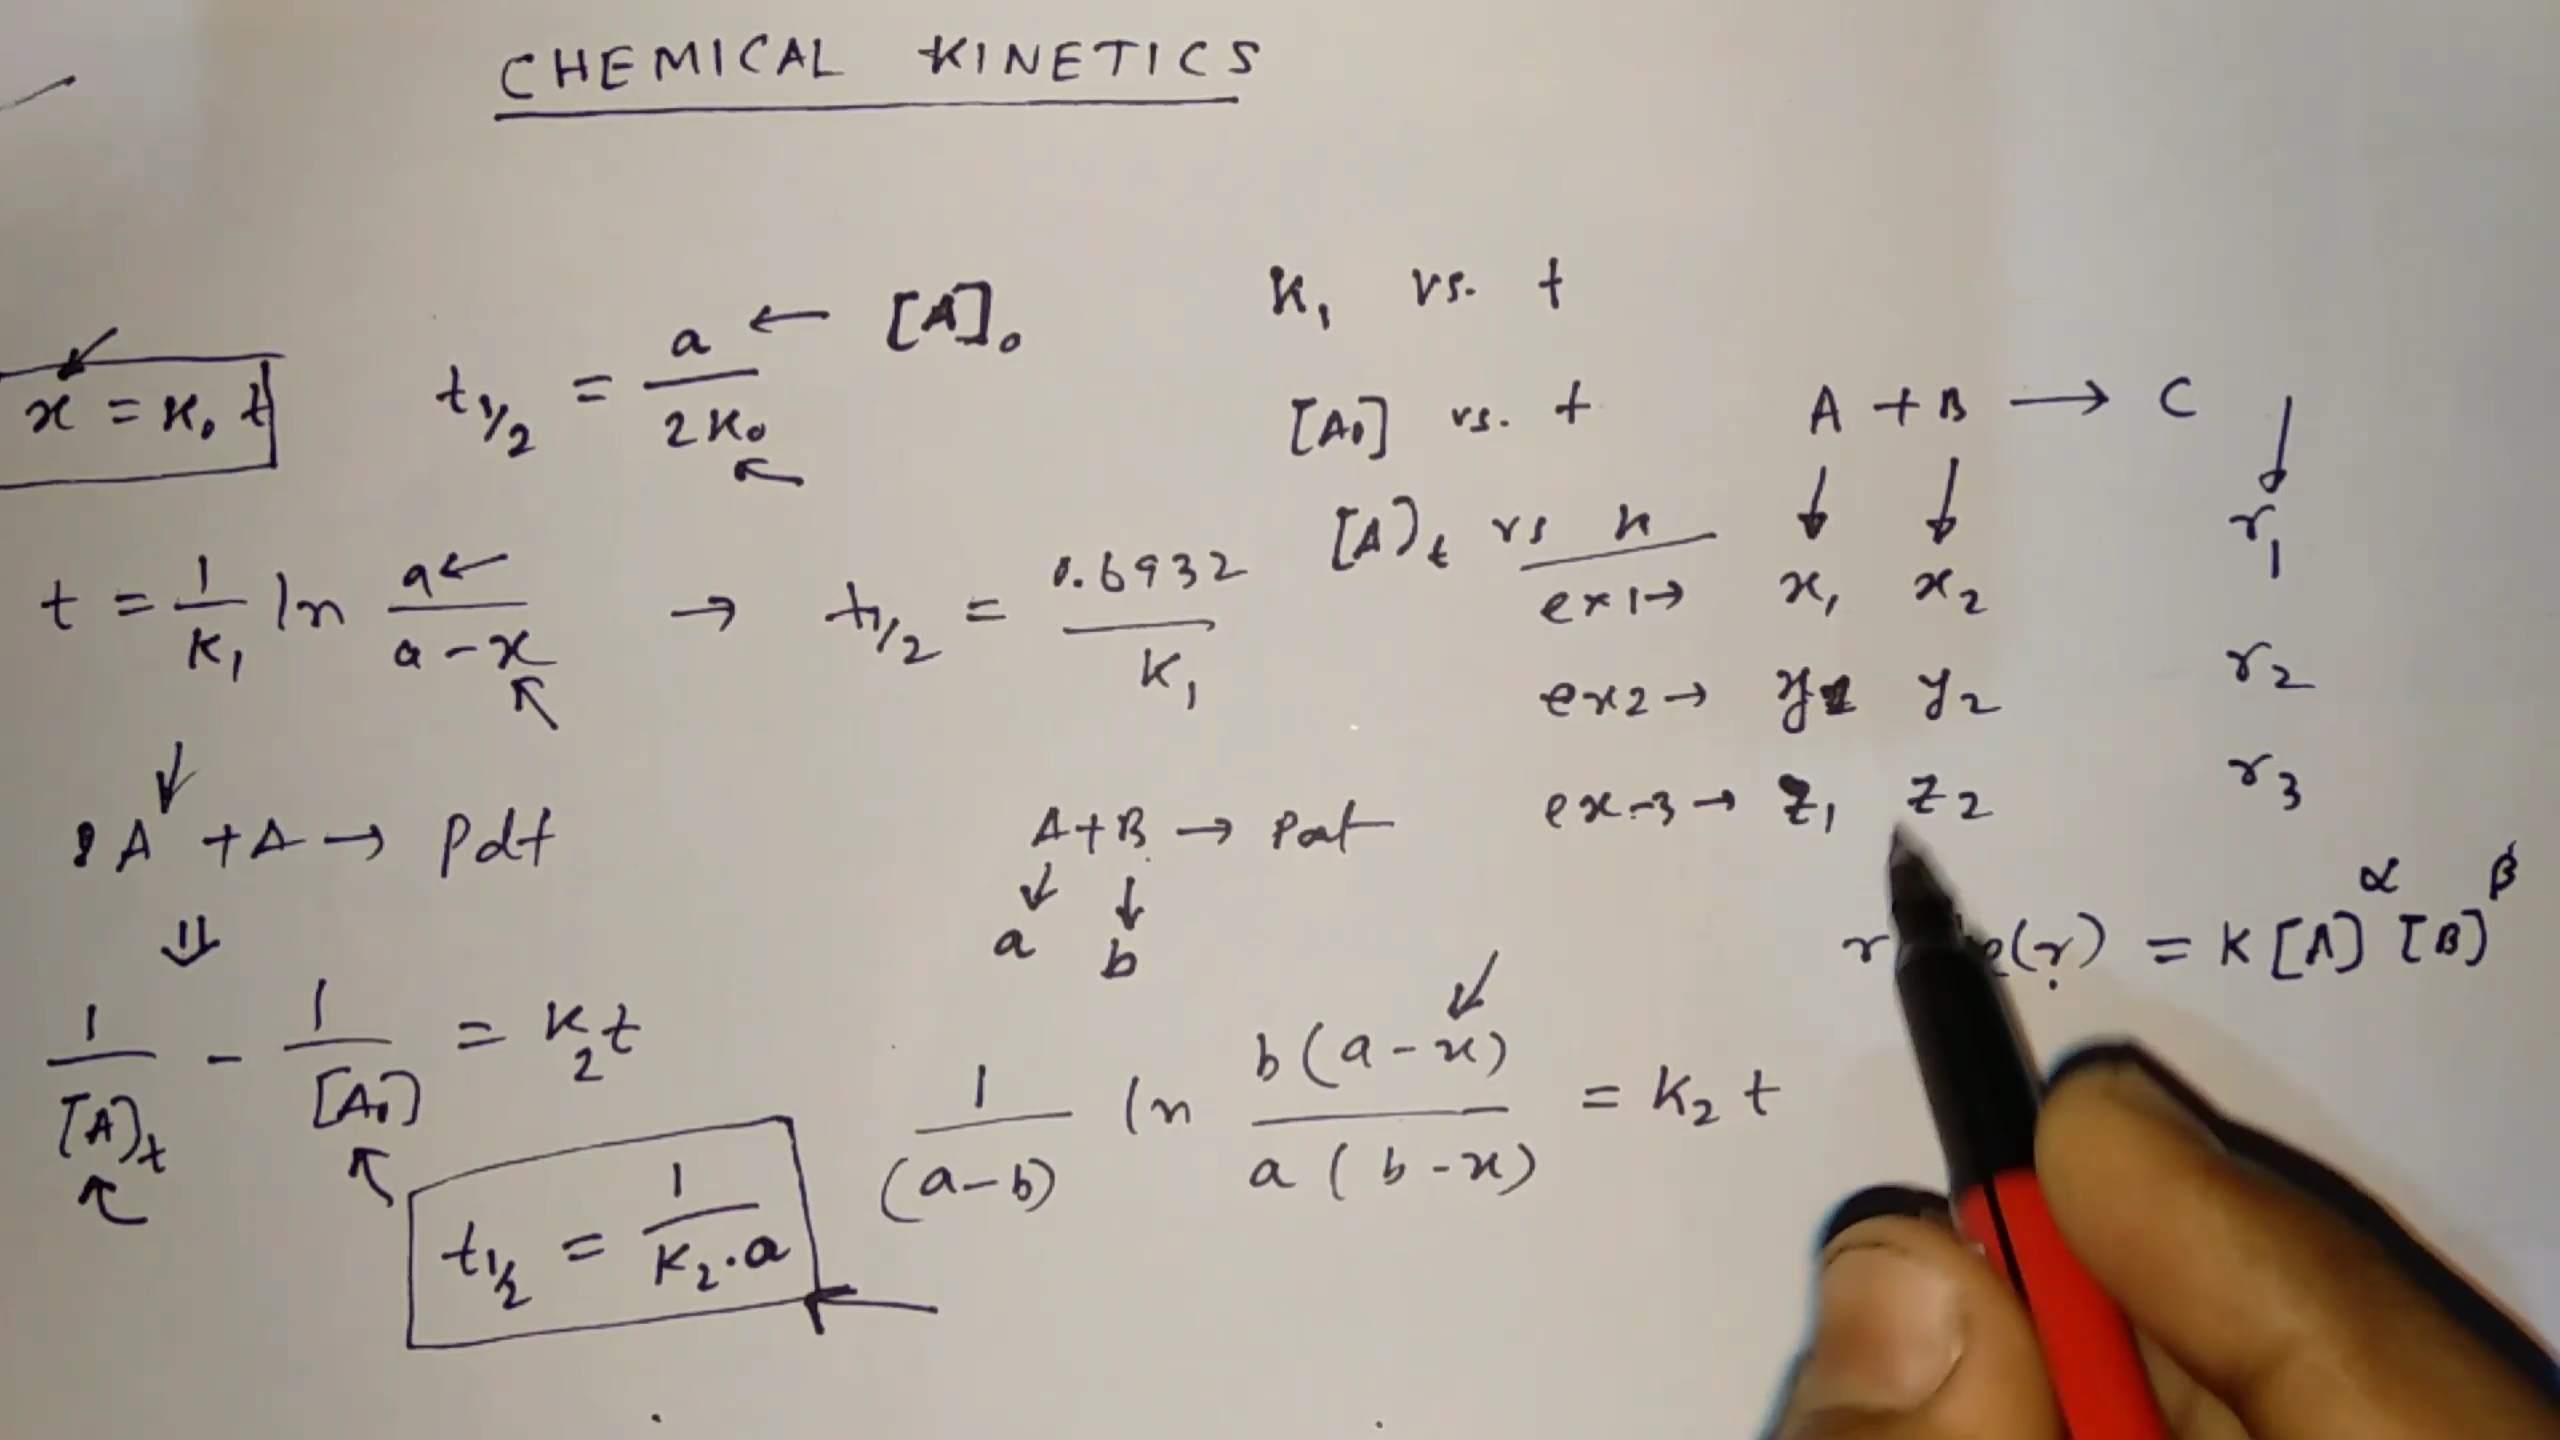 CHEMICAL KINETICS
x = K₀ t
t½ = a / 2K₀ ← [A]₀
K₁ vs. t
[A₀] vs. t
[A]t vs K
t = 1/K₁ ln a← / a-x → t½ = 0.6932 / K₁
A + B → C
ex1→ x₁ x₂ r₁
ex2→ y₁ y₂ r₂
ex-3→ z₁ z₂ r₃
A + A → Pdt
1/[A]t - 1/[A₀] = K₂t
t½ = 1 / K₂.a
A+B → Pdt
a b
1/(a-b) ln b(a-x) / a(b-x) = K₂ t
(r) = K [A]^α [B]^β